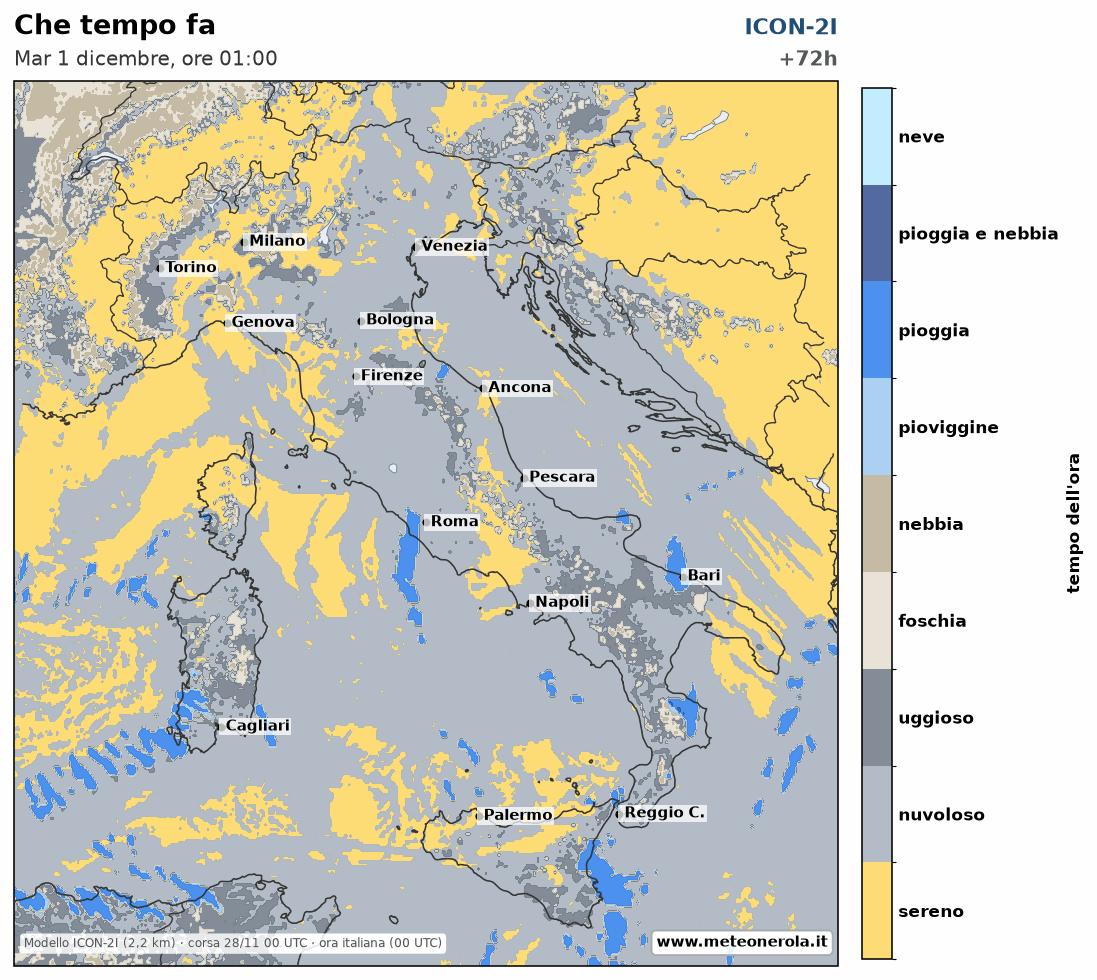 Che tempo fa
ICON-2I
Mar 1 dicembre, ore 01:00
+72h
neve
pioggia e nebbia
pioggia
pioviggine
nebbia
foschia
uggioso
nuvoloso
sereno
tempo dell'ora
Milano
Venezia
Torino
Genova
Bologna
Firenze
Ancona
Pescara
Roma
Bari
Napoli
Cagliari
Palermo
Reggio C.
Modello ICON-2I (2,2 km) · corsa 28/11 00 UTC · ora italiana (00 UTC)
www.meteonerola.it